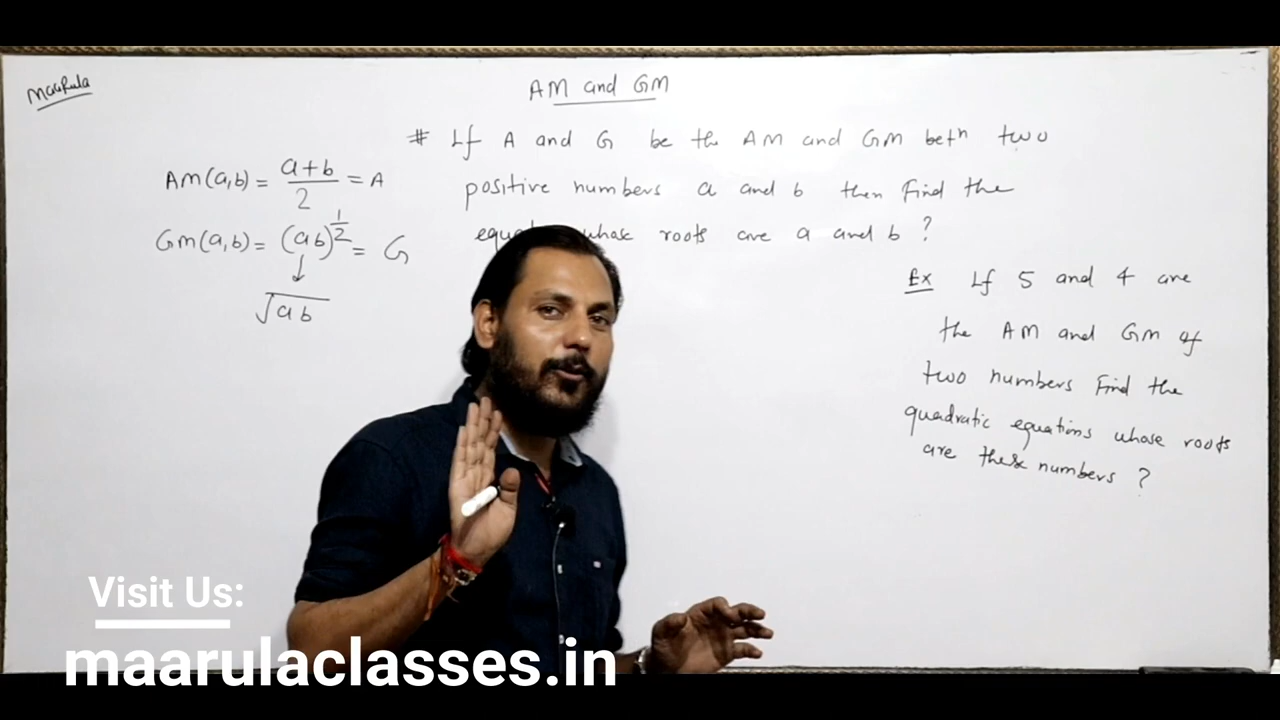 MaaRula
AM and GM
# If A and G be the AM and GM betn two
positive numbers a and b then Find the
whose roots are a and b ?
AM(a,b) = a+b/2 = A
GM(a,b) = (ab)^1/2 = G
↓
√ab
Ex If 5 and 4 are
the AM and GM of
two numbers Find the
quadratic equations whose roots
are these numbers ?
Visit Us:
maarulaclasses.in